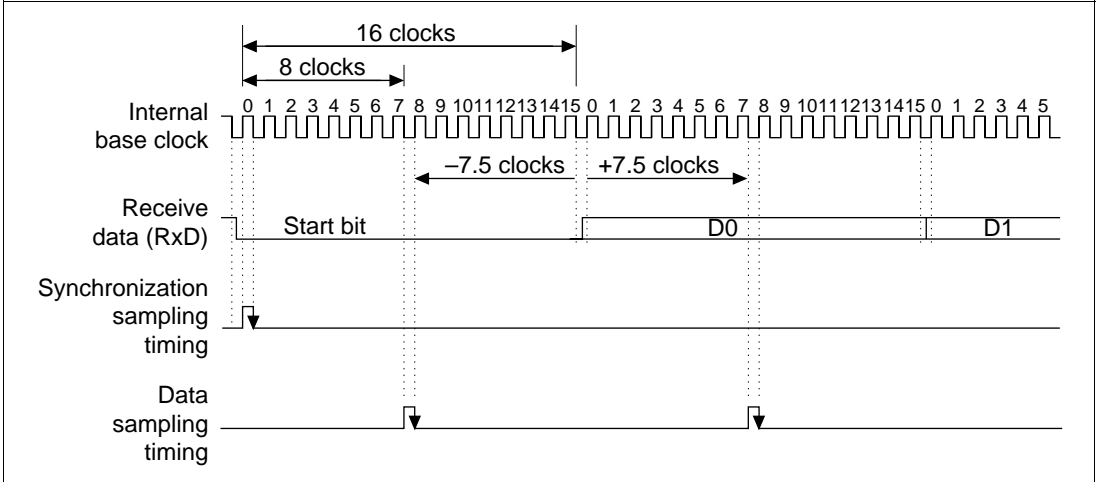 16 clocks
8 clocks
Internal base clock
0 1 2 3 4 5 6 7 8 9 10 11 12 13 14 15 0 1 2 3 4 5 6 7 8 9 10 11 12 13 14 15 0 1 2 3 4 5
–7.5 clocks +7.5 clocks
Receive
data (RxD)
Start bit D0 D1
Synchronization
sampling
timing
Data
sampling
timing